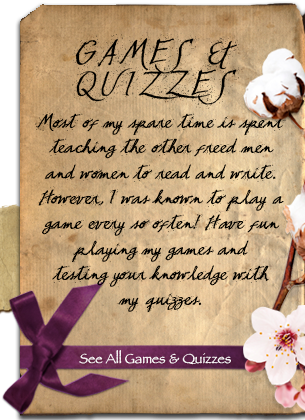 GAMES &
QUIZZES
Most of my spare time is spent
teaching the other freed men
and women to read and write.
However, I was known to play a
game every so often! Have fun
playing my games and
testing your knowledge with
my quizzes.
See All Games & Quizzes